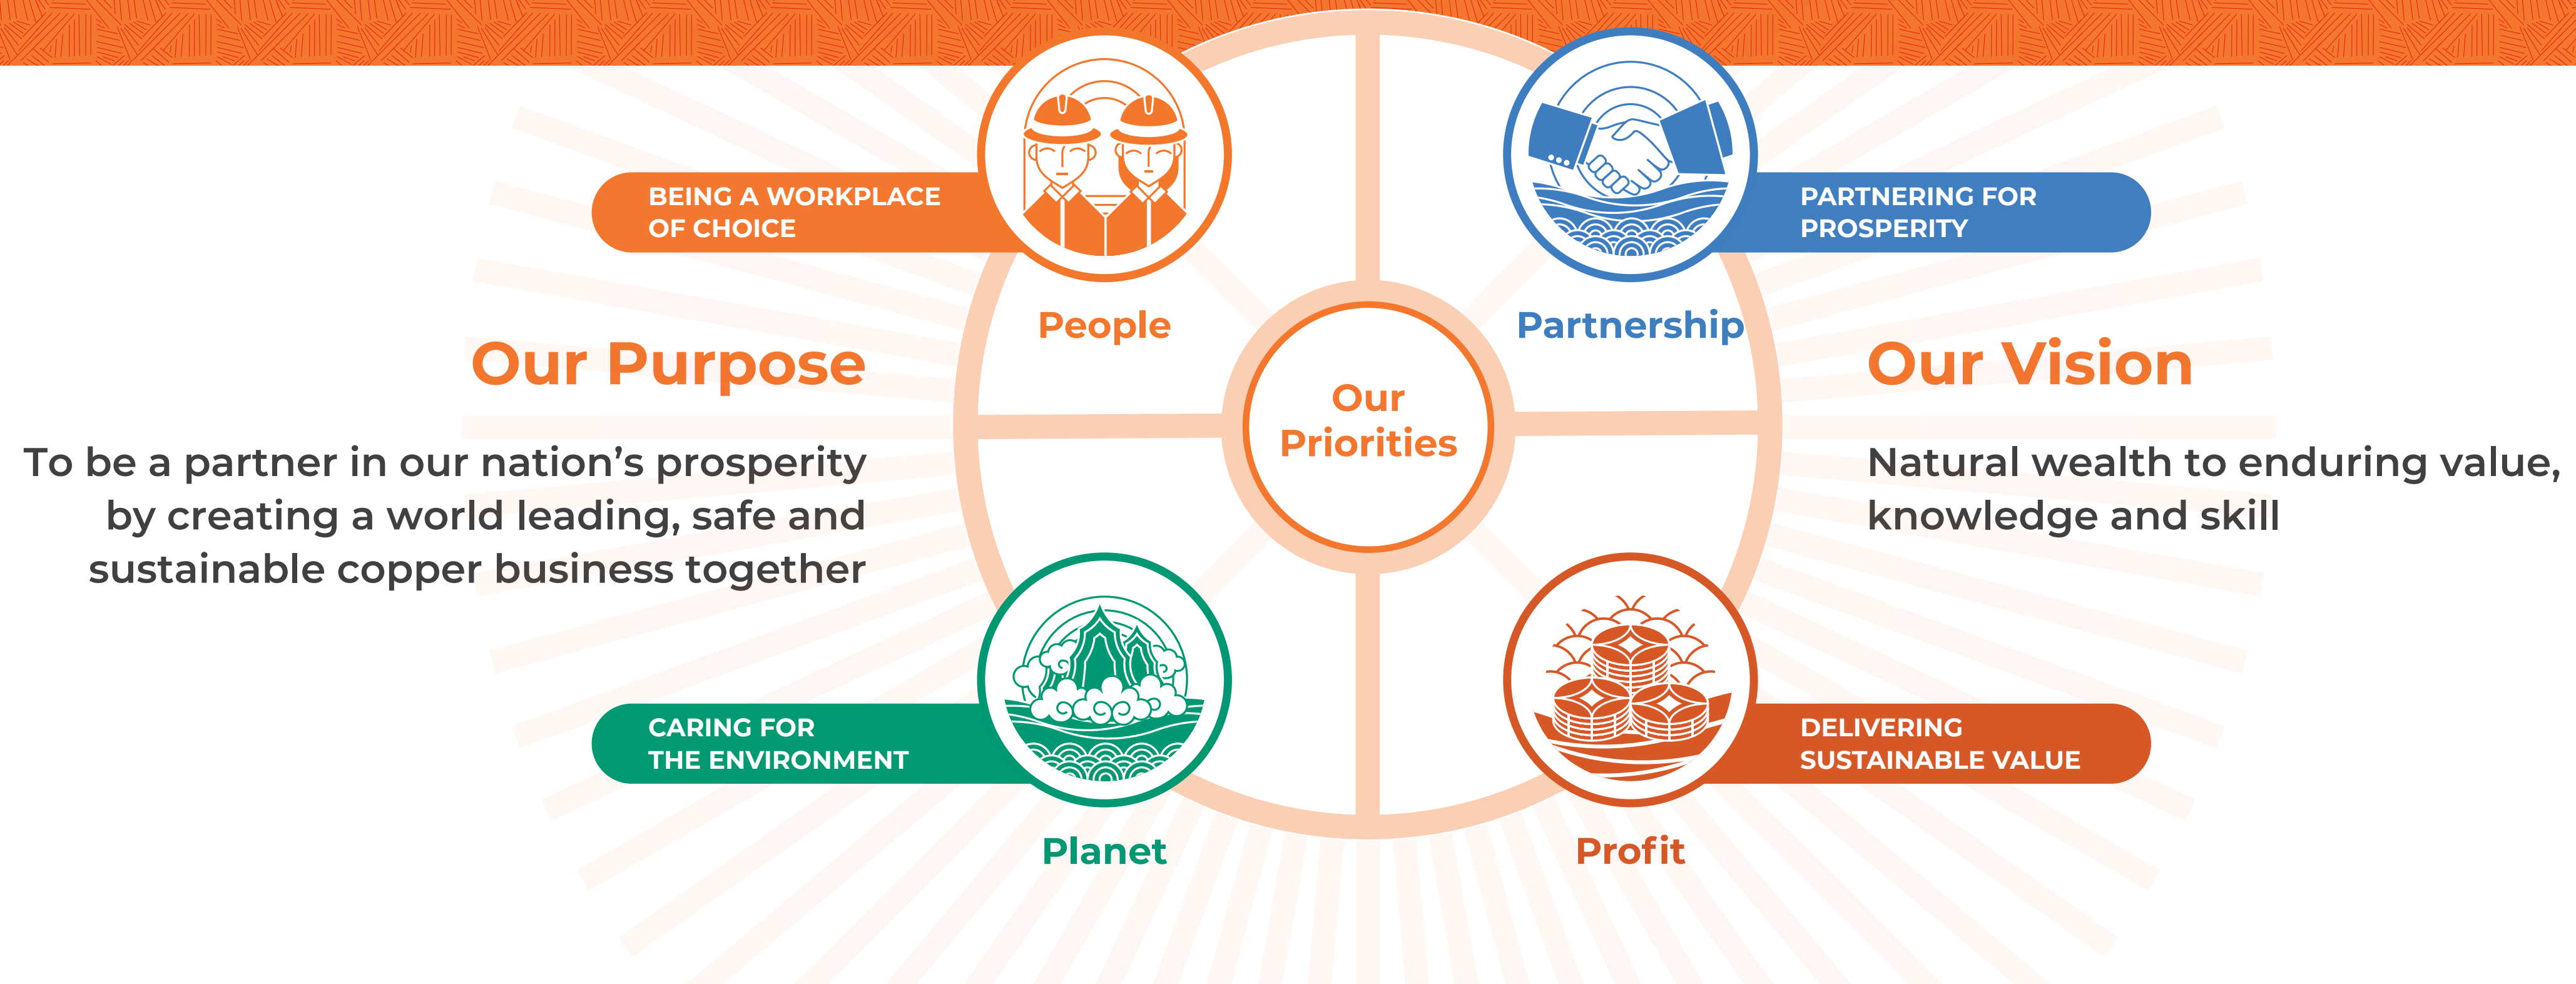 BEING A WORKPLACE
OF CHOICE
People
PARTNERING FOR
PROSPERITY
Partnership
Our Purpose
To be a partner in our nation’s prosperity
by creating a world leading, safe and
sustainable copper business together
Our
Priorities
Our Vision
Natural wealth to enduring value,
knowledge and skill
CARING FOR
THE ENVIRONMENT
Planet
DELIVERING
SUSTAINABLE VALUE
Profit